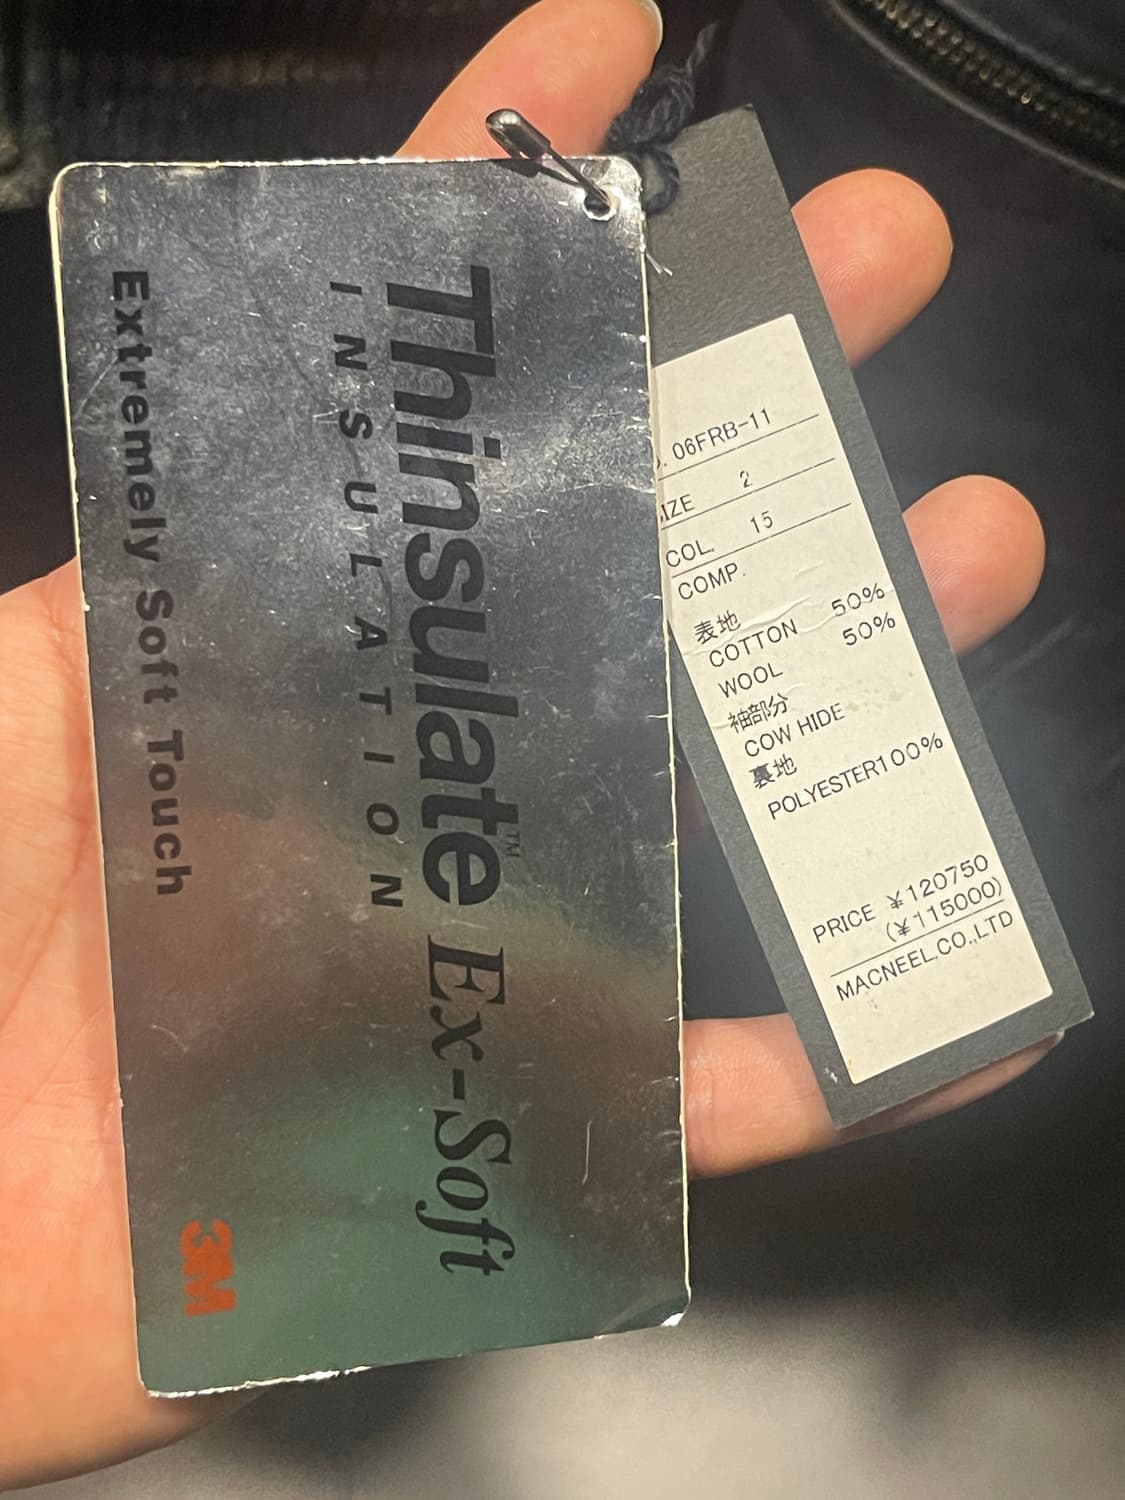 Thinsulate™ Ex-Soft
INSULATION
Extremely Soft Touch
3M
. 06FRB-11
IZE 2
COL. 15
COMP.
表地
COTTON 50%
WOOL 50%
袖部分
COW HIDE
裏地
POLYESTER100%
PRICE ¥120750
(¥115000)
MACNEEL.CO.,LTD